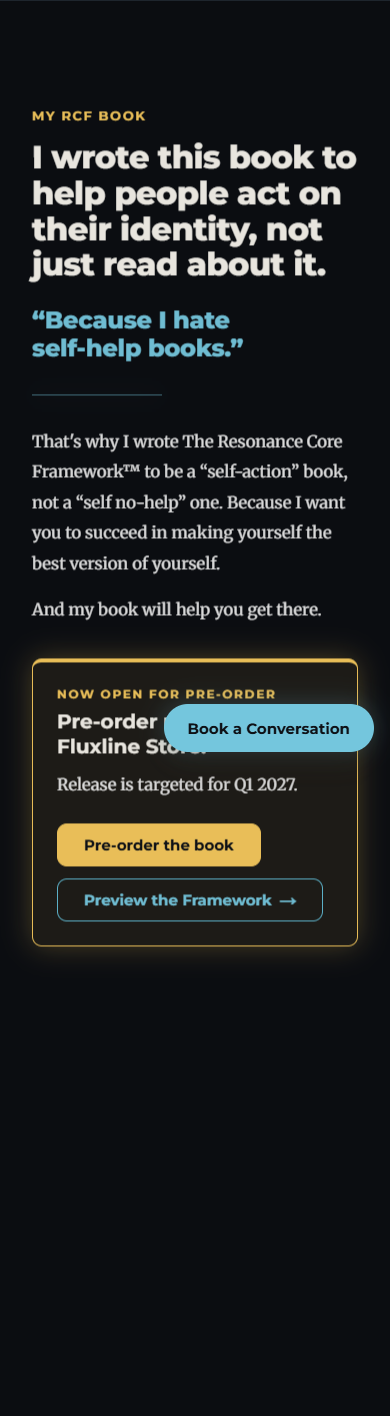 MY RCF BOOK
I wrote this book to
help people act on
their identity, not
just read about it.
“Because I hate
self-help books.”
That's why I wrote The Resonance Core
Framework™ to be a “self-action” book,
not a “self no-help” one. Because I want
you to succeed in making yourself the
best version of yourself.
And my book will help you get there.
NOW OPEN FOR PRE-ORDER
Pre-order
Book a Conversation
Fluxline
Release is targeted for Q1 2027.
Pre-order the book
Preview the Framework →